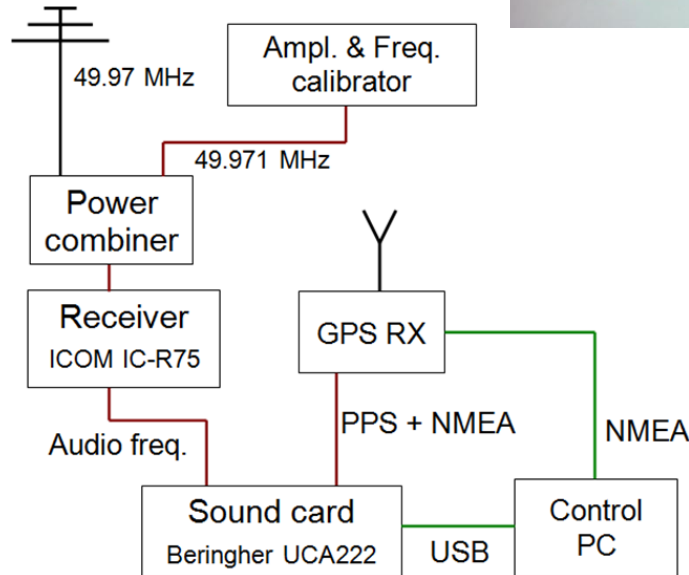 49.97 MHz
Ampl. & Freq.
calibrator
49.971 MHz
Power
combiner
Receiver
ICOM IC-R75
GPS RX
Audio freq.
PPS + NMEA
NMEA
Sound card
Beringher UCA222
USB
Control
PC